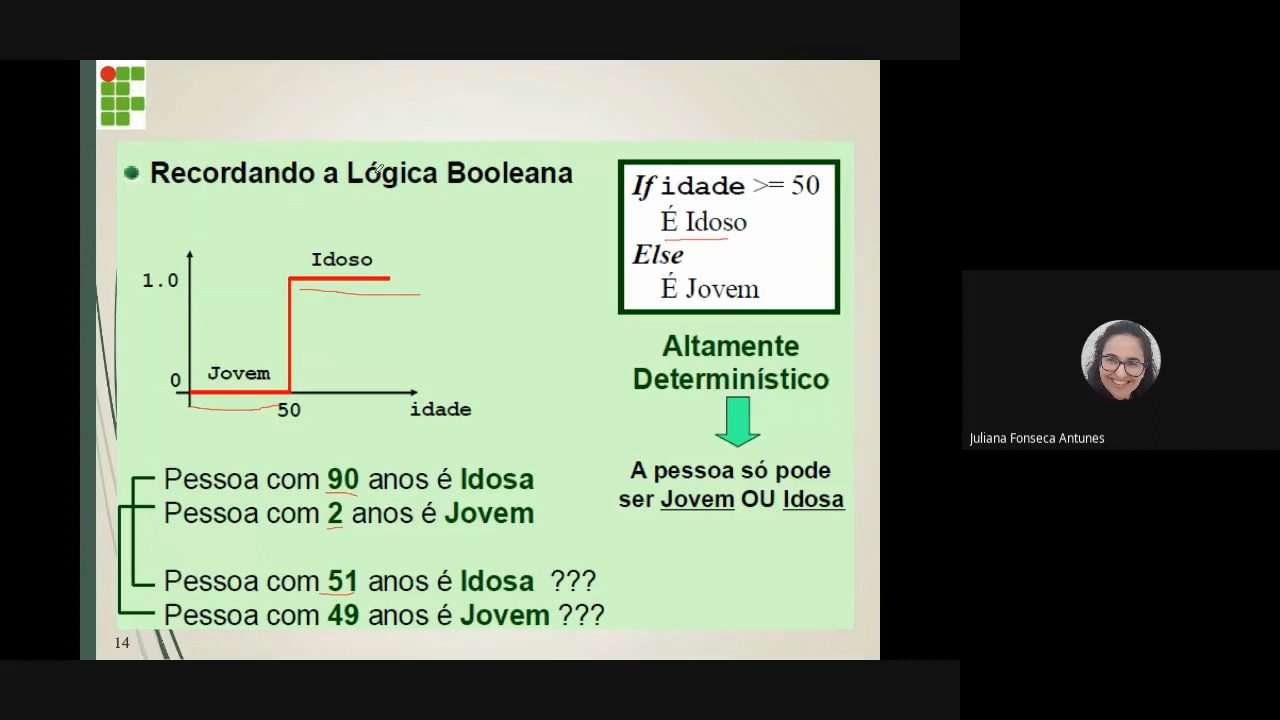 Recordando a Lógica Booleana
If idade >= 50
É Idoso
Else
É Jovem
Idoso
1.0
Jovem
0
50
idade
Altamente
Determinístico
A pessoa só pode
ser Jovem OU Idosa
Pessoa com 90 anos é Idosa
Pessoa com 2 anos é Jovem
Pessoa com 51 anos é Idosa ???
Pessoa com 49 anos é Jovem ???
14
Juliana Fonseca Antunes